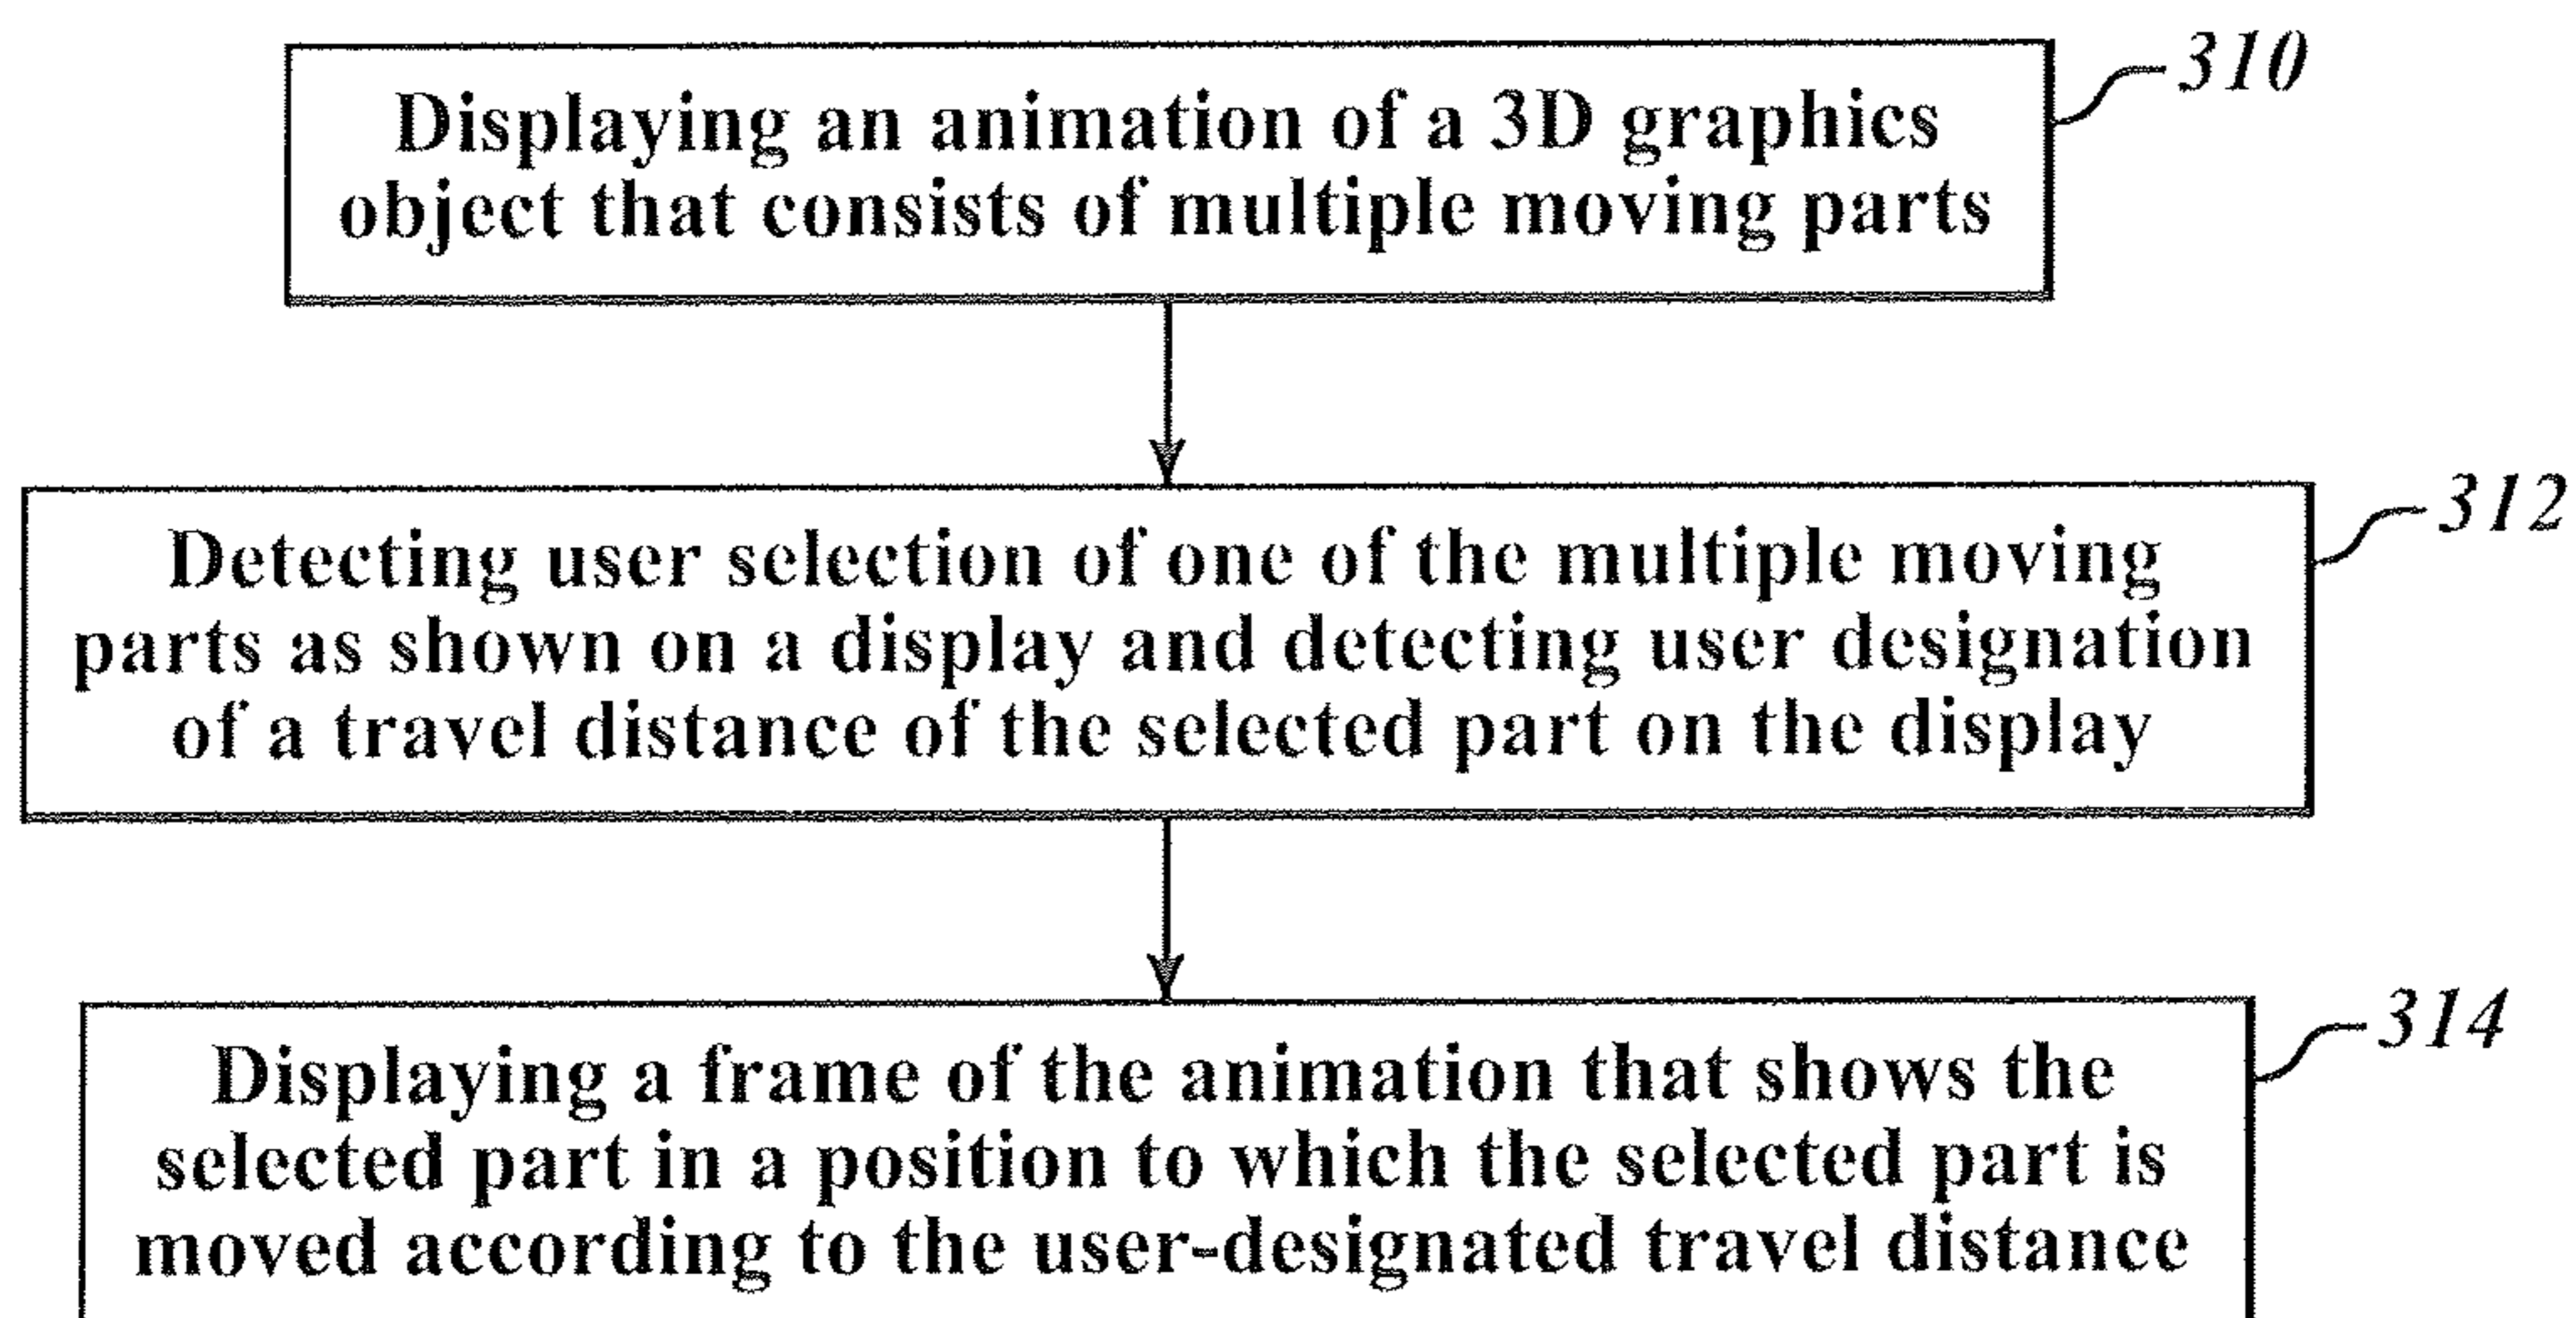 310
Displaying an animation of a 3D graphics
object that consists of multiple moving parts
312
Detecting user selection of one of the multiple moving
parts as shown on a display and detecting user designation
of a travel distance of the selected part on the display
314
Displaying a frame of the animation that shows the
selected part in a position to which the selected part is
moved according to the user-designated travel distance